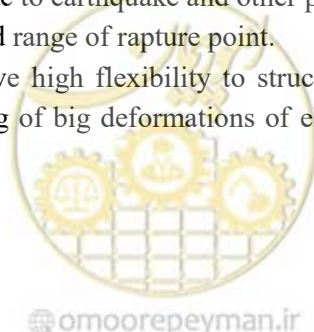 e to earthquake and other p
d range of rapture point.
ve high flexibility to struc
g of big deformations of e
@omoorepeyman.ir